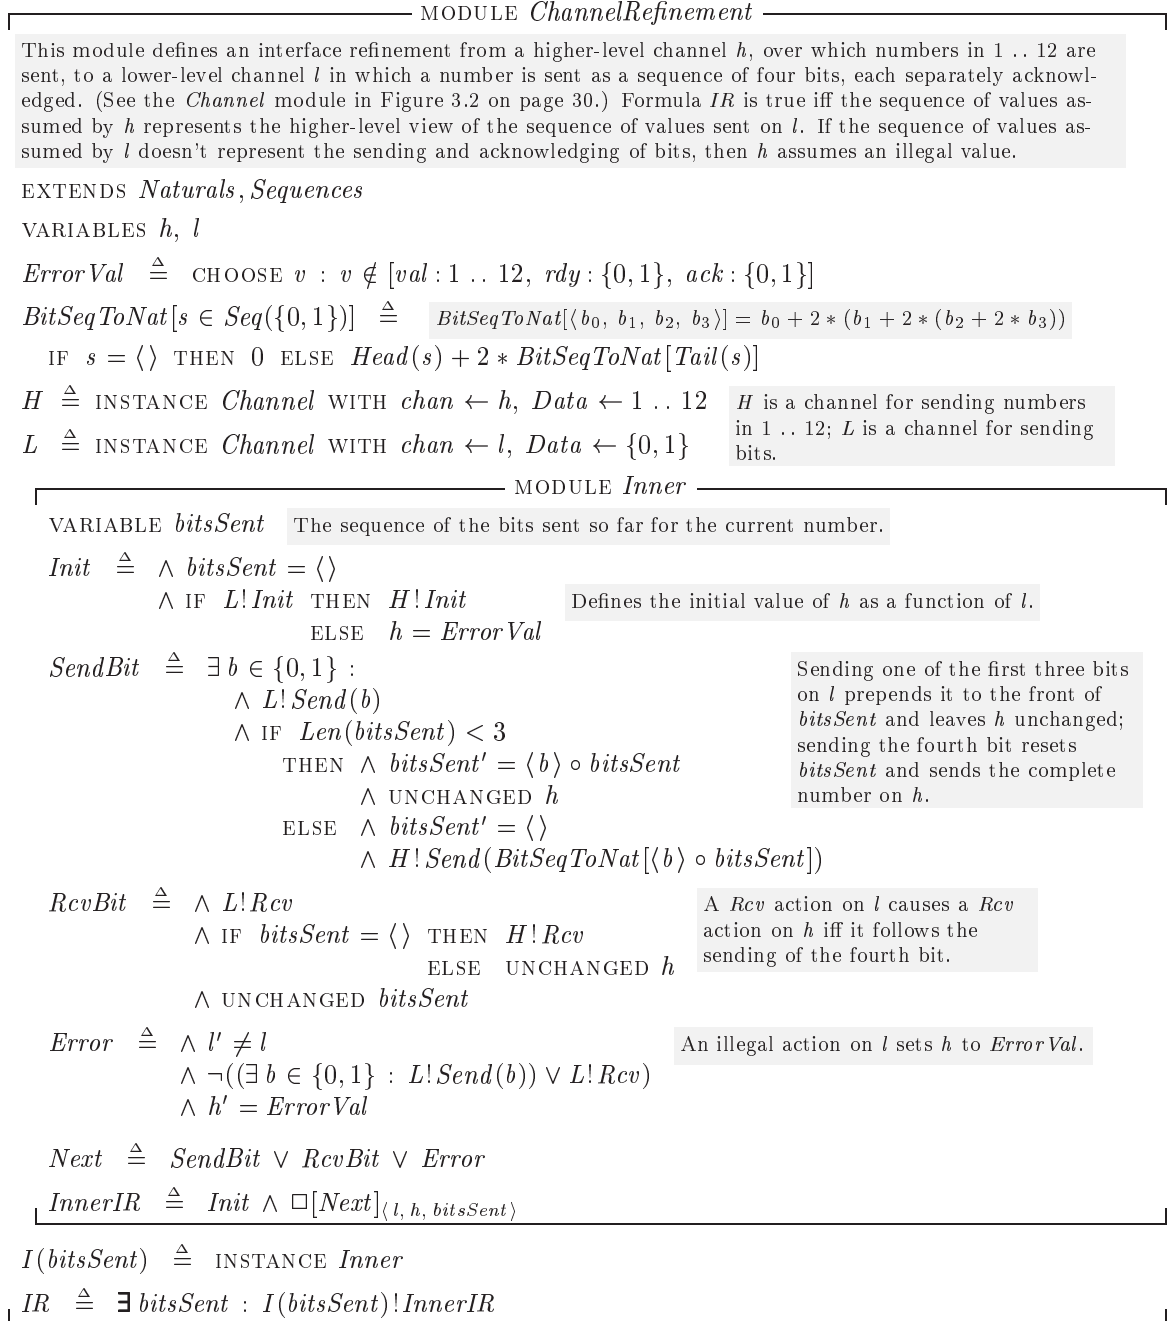 MODULE ChannelRefinement
This module defines an interface refinement from a higher-level channel h, over which numbers in 1 .. 12 are
sent, to a lower-level channel l in which a number is sent as a sequence of four bits, each separately acknowl-
edged. (See the Channel module in Figure 3.2 on page 30.) Formula IR is true iff the sequence of values as-
sumed by h represents the higher-level view of the sequence of values sent on l. If the sequence of values as-
sumed by l doesn't represent the sending and acknowledging of bits, then h assumes an illegal value.
EXTENDS Naturals, Sequences
VARIABLES h, l
ErrorVal ≜ CHOOSE v : v ∉ [val : 1 .. 12, rdy : {0, 1}, ack : {0, 1}]
BitSeqToNat[s ∈ Seq({0, 1})] ≜ BitSeqToNat[⟨b₀, b₁, b₂, b₃⟩] = b₀ + 2 * (b₁ + 2 * (b₂ + 2 * b₃))
IF s = ⟨ ⟩ THEN 0 ELSE Head(s) + 2 * BitSeqToNat[Tail(s)]
H ≜ INSTANCE Channel WITH chan ← h, Data ← 1 .. 12
L ≜ INSTANCE Channel WITH chan ← l, Data ← {0, 1}
H is a channel for sending numbers
in 1 .. 12; L is a channel for sending
bits.
MODULE Inner
VARIABLE bitsSent The sequence of the bits sent so far for the current number.
Init ≜ ∧ bitsSent = ⟨ ⟩
∧ IF L!Init THEN H!Init Defines the initial value of h as a function of l.
ELSE h = ErrorVal
SendBit ≜ ∃ b ∈ {0, 1} :
∧ L!Send(b)
∧ IF Len(bitsSent) < 3
THEN ∧ bitsSent′ = ⟨b⟩ ∘ bitsSent
∧ UNCHANGED h
ELSE ∧ bitsSent′ = ⟨ ⟩
∧ H!Send(BitSeqToNat[⟨b⟩ ∘ bitsSent])
Sending one of the first three bits
on l prepends it to the front of
bitsSent and leaves h unchanged;
sending the fourth bit resets
bitsSent and sends the complete
number on h.
RcvBit ≜ ∧ L!Rcv
∧ IF bitsSent = ⟨ ⟩ THEN H!Rcv
ELSE UNCHANGED h
∧ UNCHANGED bitsSent
A Rcv action on l causes a Rcv
action on h iff it follows the
sending of the fourth bit.
Error ≜ ∧ l′ ≠ l An illegal action on l sets h to ErrorVal.
∧ ¬((∃ b ∈ {0, 1} : L!Send(b)) ∨ L!Rcv)
∧ h′ = ErrorVal
Next ≜ SendBit ∨ RcvBit ∨ Error
InnerIR ≜ Init ∧ □[Next]⟨l, h, bitsSent⟩
I(bitsSent) ≜ INSTANCE Inner
IR ≜ ∃ bitsSent : I(bitsSent)!InnerIR